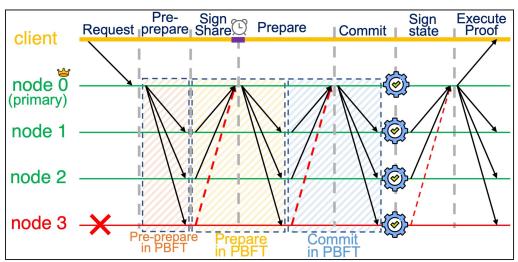 Request
Pre-
prepare
Sign
Share
Prepare
Commit
Sign
state
Execute
Proof
client
node 0
(primary)
node 1
node 2
node 3
Pre-prepare
in PBFT
Prepare
in PBFT
Commit
in PBFT